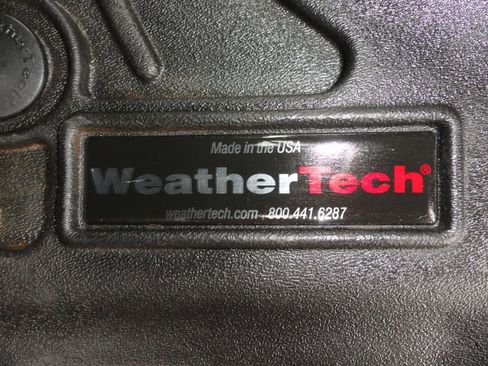 Made in the USA
WeatherTech®
weathertech.com 800.441.6287